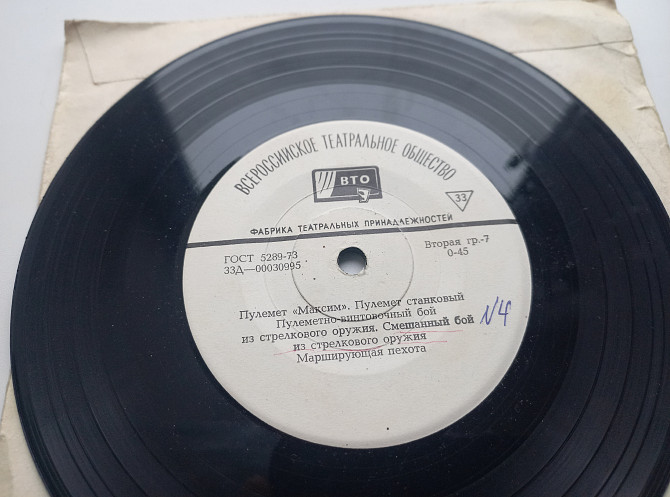 ВСЕРОССИЙСКОЕ ТЕАТРАЛЬНОЕ ОБЩЕСТВО
ВТО
33
ФАБРИКА ТЕАТРАЛЬНЫХ ПРИНАДЛЕЖНОСТЕЙ
ГОСТ 5289-73
33Д—00030995
Вторая гр.-7
0-45
Пулемет «Максим». Пулемет станковый
Пулеметно-винтовочный бой
из стрелкового оружия. Смешанный бой
из стрелкового оружия
Марширующая пехота
№4